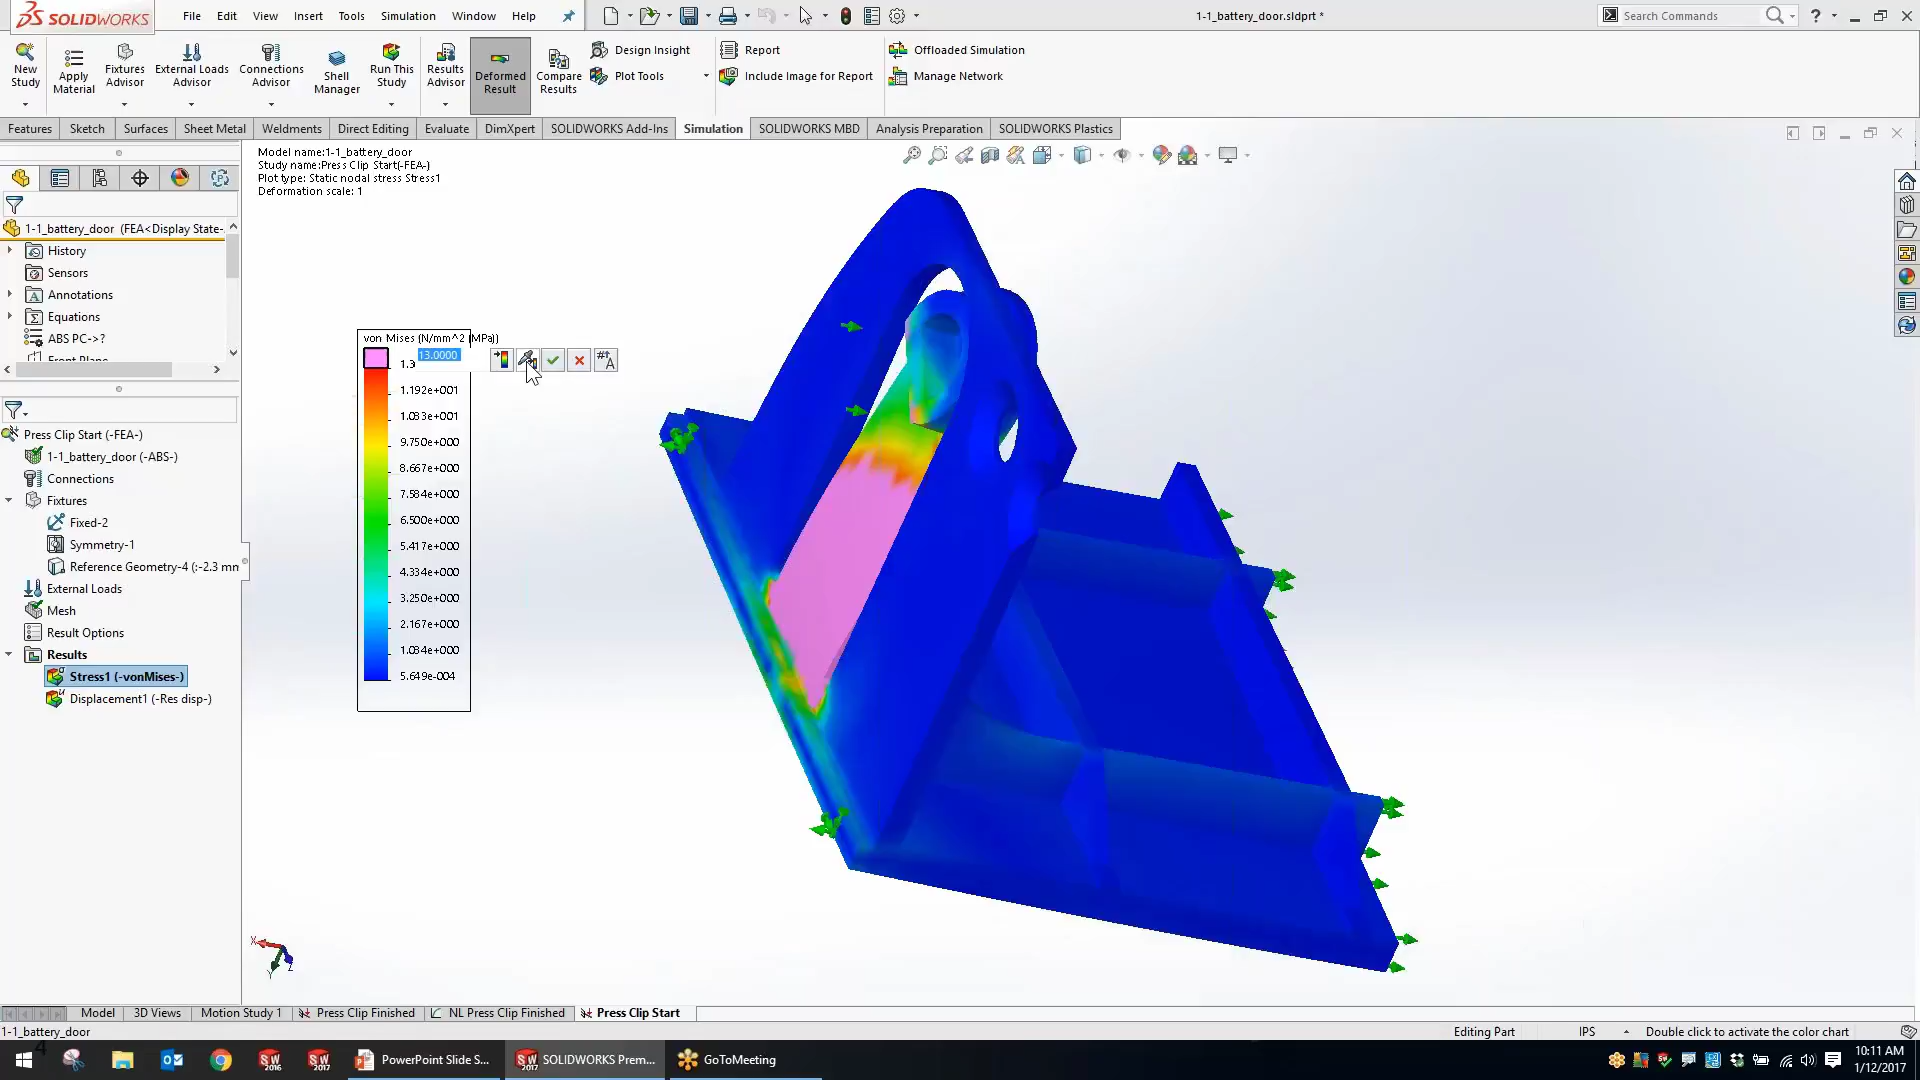 SOLIDWORKS File Edit View Insert Tools Simulation Window Help 1-1_battery_door.sldprt * Search Commands
New Study
Apply Material
Fixtures Advisor
External Loads Advisor
Connections Advisor
Shell Manager
Run This Study
Results Advisor
Deformed Result
Compare Results
Design Insight
Plot Tools
Report
Include Image for Report
Offloaded Simulation
Manage Network
Features Sketch Surfaces Sheet Metal Weldments Direct Editing Evaluate DimXpert SOLIDWORKS Add-Ins Simulation SOLIDWORKS MBD Analysis Preparation SOLIDWORKS Plastics
Model name:1-1_battery_door
Study name:Press Clip Start(-FEA-)
Plot type: Static nodal stress Stress1
Deformation scale: 1
1-1_battery_door (FEA<Display State-
History
Sensors
Annotations
Equations
ABS PC->?
Front Plane
Press Clip Start (-FEA-)
1-1_battery_door (-ABS-)
Connections
Fixtures
Fixed-2
Symmetry-1
Reference Geometry-4 (:-2.3 mm
External Loads
Mesh
Result Options
Results
Stress1 (-vonMises-)
Displacement1 (-Res disp-)
von Mises (N/mm^2 (MPa))
1.3
13.0000
1.192e+001
1.083e+001
9.750e+000
8.667e+000
7.584e+000
6.500e+000
5.417e+000
4.334e+000
3.250e+000
2.167e+000
1.084e+000
5.649e-004
X
Y
Z
Model 3D Views Motion Study 1 Press Clip Finished NL Press Clip Finished Press Clip Start
1-1_battery_door Editing Part IPS Double click to activate the color chart
4
SW 2016
SW 2017
PowerPoint Slide S...
SW 2017
SOLIDWORKS Prem...
GoToMeeting
10:11 AM
1/12/2017